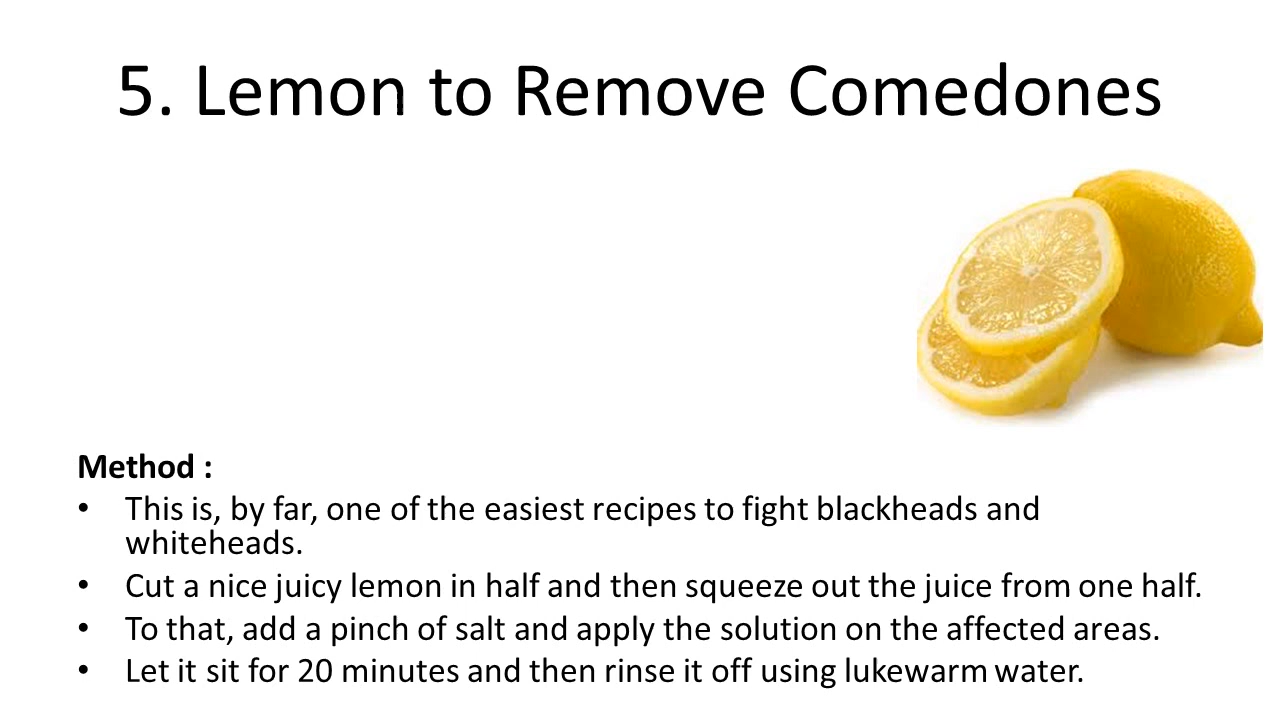 5. Lemon to Remove Comedones
Method :
• This is, by far, one of the easiest recipes to fight blackheads and
whiteheads.
• Cut a nice juicy lemon in half and then squeeze out the juice from one half.
• To that, add a pinch of salt and apply the solution on the affected areas.
• Let it sit for 20 minutes and then rinse it off using lukewarm water.